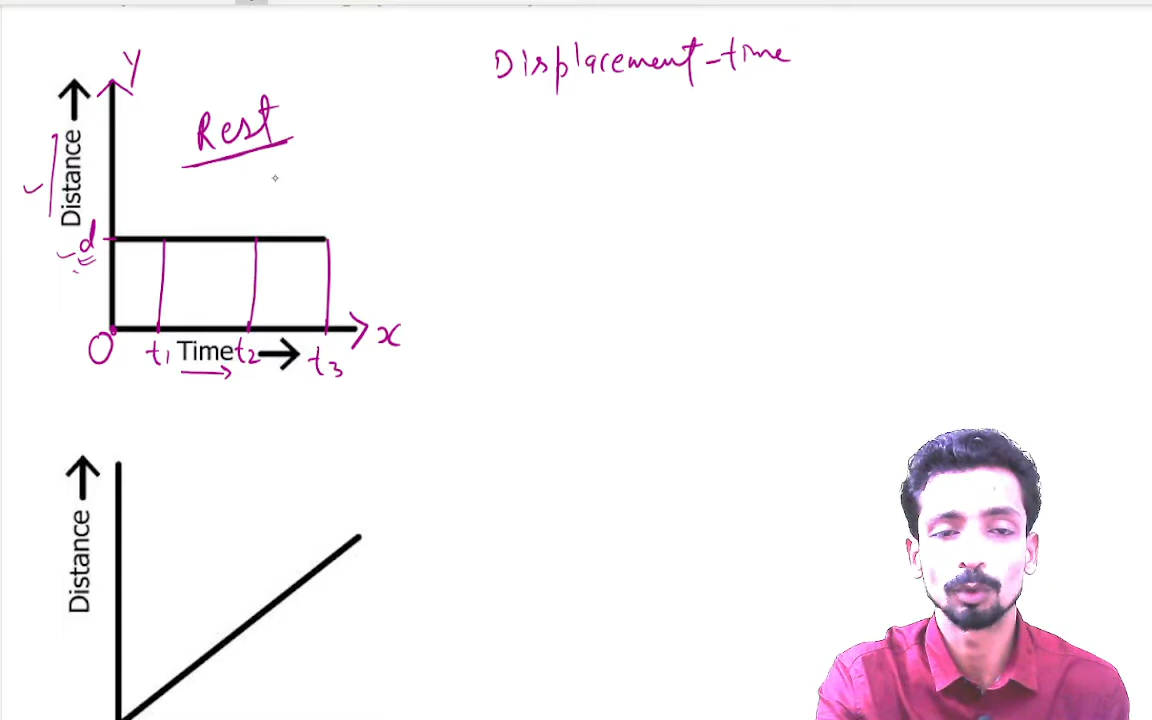 Displacement-time
Y
Distance
Rest
d
O
x
t1 Time t2 t3
Distance